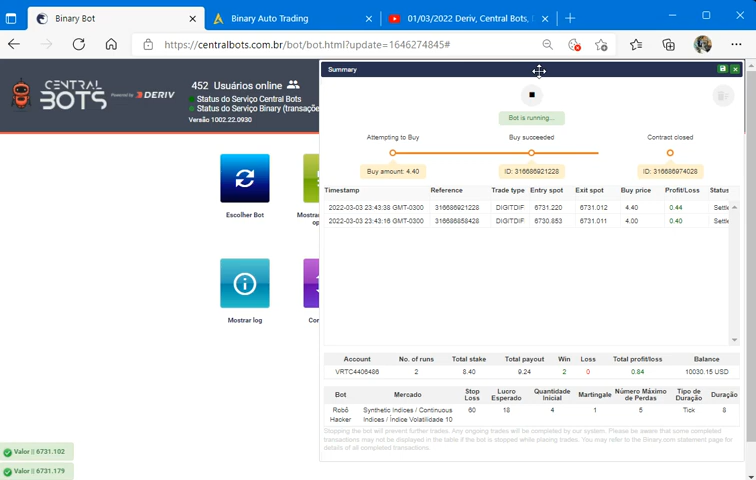 Binary Bot
Binary Auto Trading
01/03/2022 Deriv, Central Bots,
https://centralbots.com.br/bot/bot.html?update=1646274845#
CENTRAL
BOTS
Powered by DERIV
452 Usuários online
Status do Serviço Central Bots
Status do Serviço Binary (transaçõe
Versão 1002.22.0930
Escolher Bot
Mostrar
op
Mostrar log
Cor
Summary
Bot is running...
Attempting to Buy Buy succeeded Contract closed
Buy amount: 4.40 ID: 316686921228 ID: 316686974028
Timestamp Reference Trade type Entry spot Exit spot Buy price Profit/Loss Status
2022-03-03 23:43:38 GMT-0300 316686921228 DIGITDIF 6731.220 6731.012 4.40 0.44 Settle
2022-03-03 23:43:16 GMT-0300 316686858428 DIGITDIF 6730.853 6731.011 4.00 0.40 Settle
Account No. of runs Total stake Total payout Win Loss Total profit/loss Balance
VRTC4406486 2 8.40 9.24 2 0 0.84 10030.15 USD
Bot Mercado Stop Loss Lucro Esperado Quantidade Inicial Martingale Número Máximo de Perdas Tipo de Duração Duração
Robô Hacker Synthetic Indices / Continuous Indices / Índice Volatilidade 10 60 18 4 1 5 Tick 8
Stopping the bot will prevent further trades. Any ongoing trades will be completed by our system. Please be aware that some completed
transactions may not be displayed in the table if the bot is stopped while placing trades. You may refer to the Binary.com statement page for
details of all completed transactions.
Valor || 6731.102
Valor || 6731.179